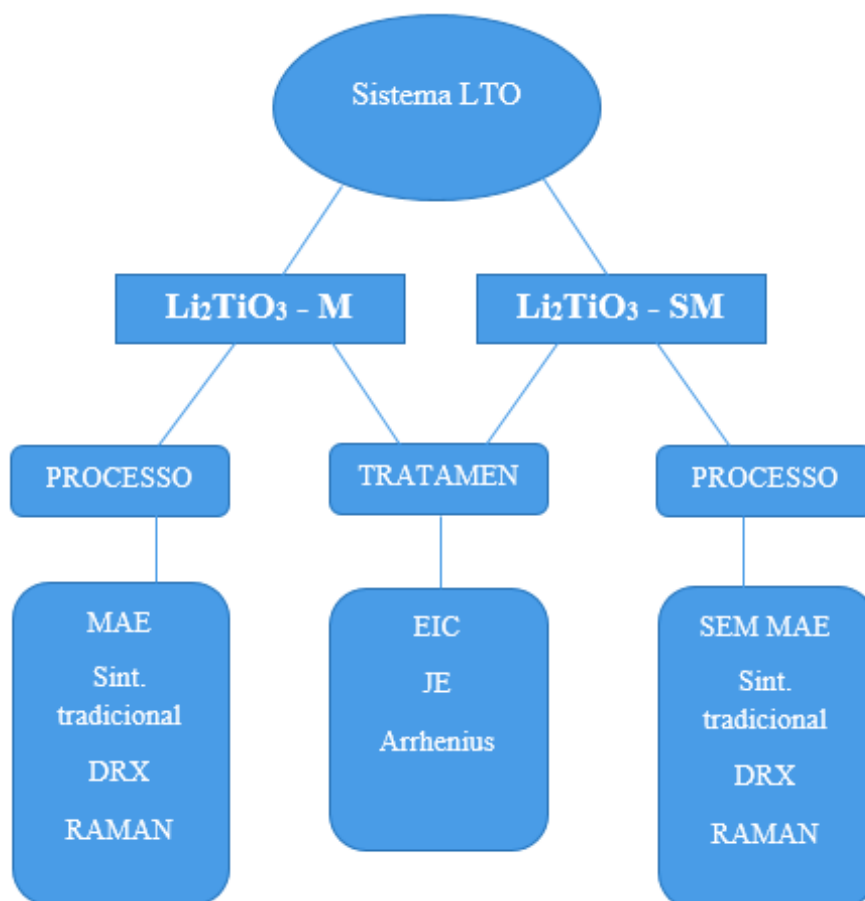 Sistema LTO
Li₂TiO₃ - M
Li₂TiO₃ - SM
PROCESSO
TRATAMEN
PROCESSO
MAE
Sint.
tradicional
DRX
RAMAN
EIC
JE
Arrhenius
SEM MAE
Sint.
tradicional
DRX
RAMAN